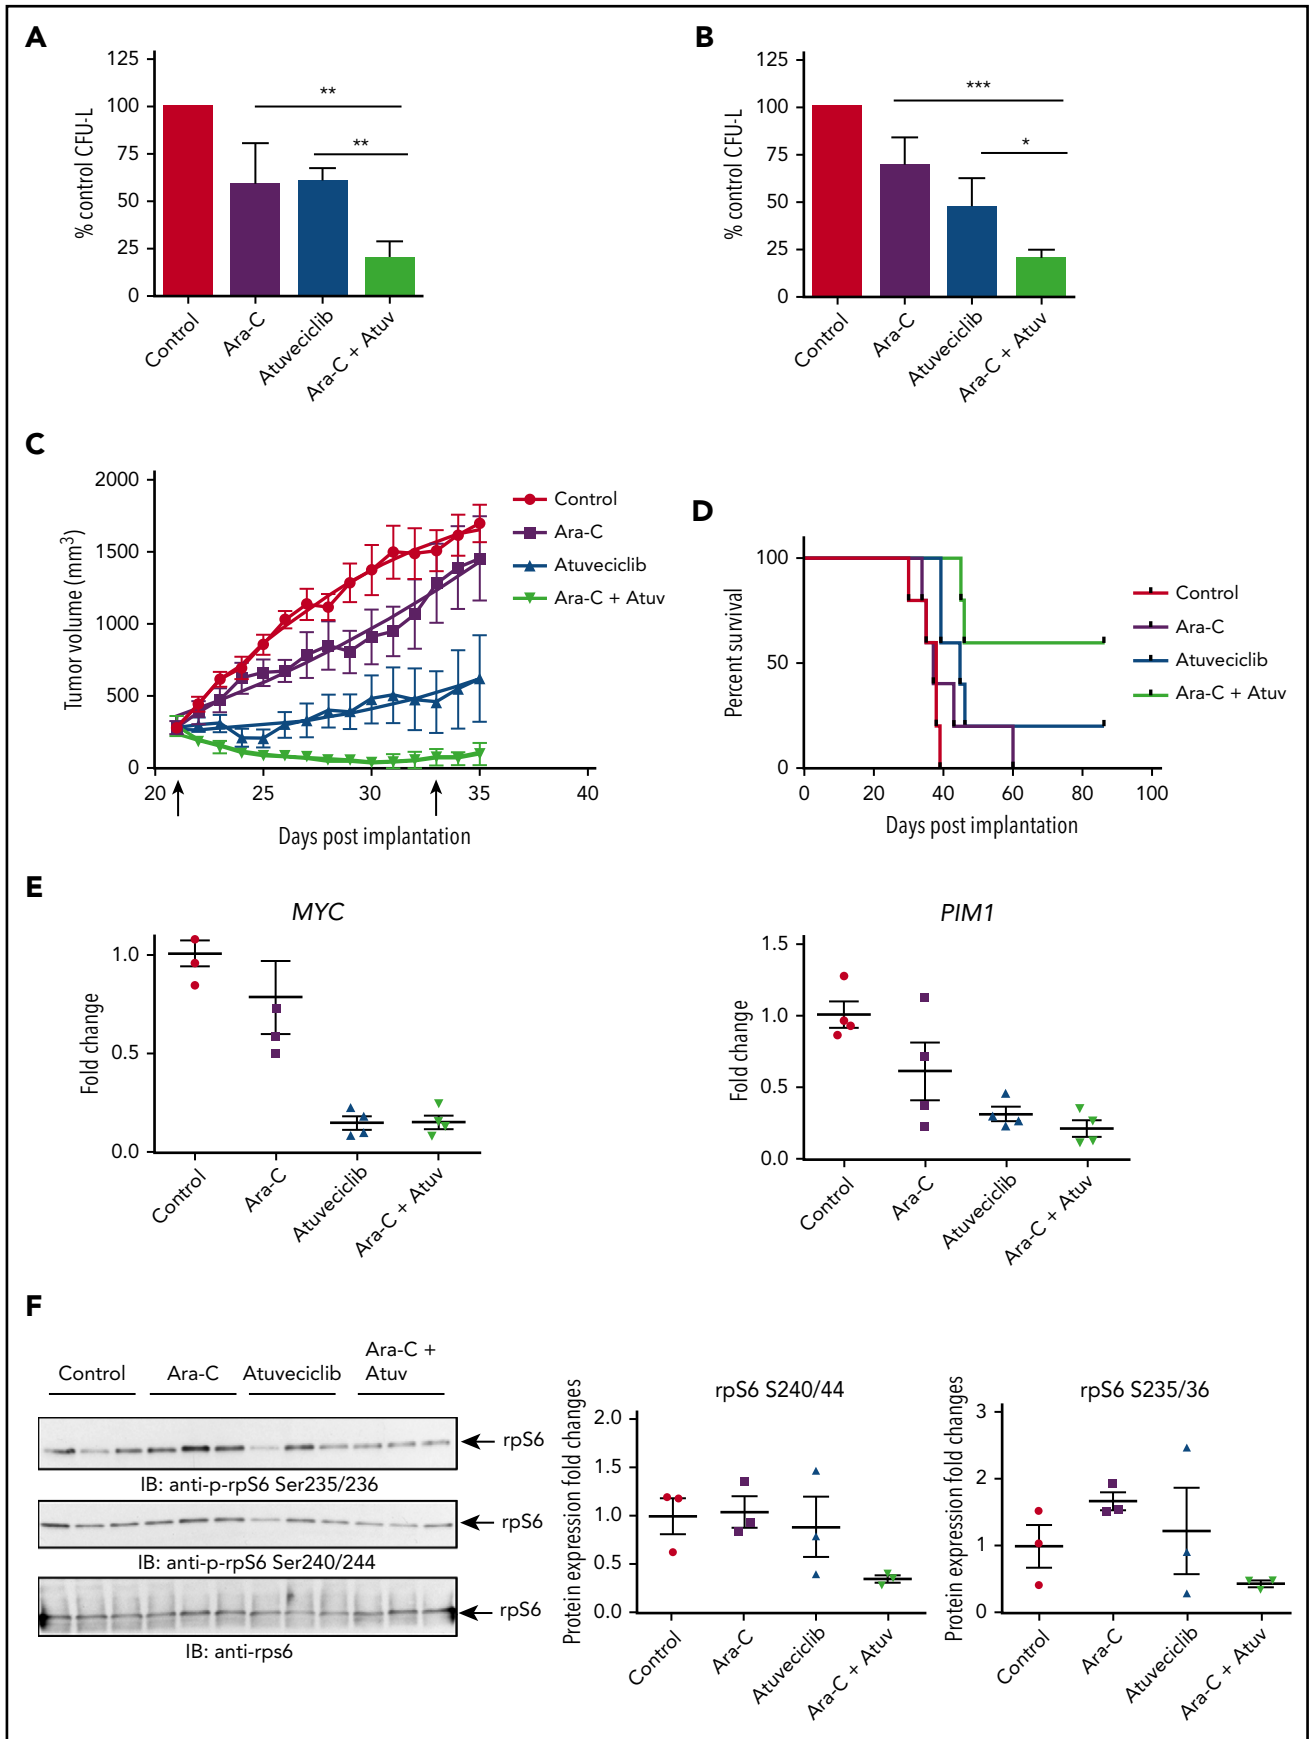 A
125
100
75
50
25
0
% control CFU-L
**
**
Control
Ara-C
Atuveciclib
Ara-C + Atuv
B
125
100
75
50
25
0
% control CFU-L
***
*
Control
Ara-C
Atuveciclib
Ara-C + Atuv
C
2000
1500
1000
500
0
Tumor volume (mm3)
20
25
30
35
40
Days post implantation
Control
Ara-C
Atuveciclib
Ara-C + Atuv
D
100
50
0
Percent survival
0
20
40
60
80
100
Days post implantation
Control
Ara-C
Atuveciclib
Ara-C + Atuv
E
MYC
1.0
0.5
0.0
Fold change
Control
Ara-C
Atuveciclib
Ara-C + Atuv
PIM1
1.5
1.0
0.5
0.0
Fold change
Control
Ara-C
Atuveciclib
Ara-C + Atuv
F
Control
Ara-C
Atuveciclib
Ara-C +
Atuv
rpS6
IB: anti-p-rpS6 Ser235/236
rpS6
IB: anti-p-rpS6 Ser240/244
rpS6
IB: anti-rps6
rpS6 S240/44
2.0
1.5
1.0
0.5
0.0
Protein expression fold changes
Control
Ara-C
Atuveciclib
Ara-C + Atuv
rpS6 S235/36
3
2
1
0
Protein expression fold changes
Control
Ara-C
Atuveciclib
Ara-C + Atuv